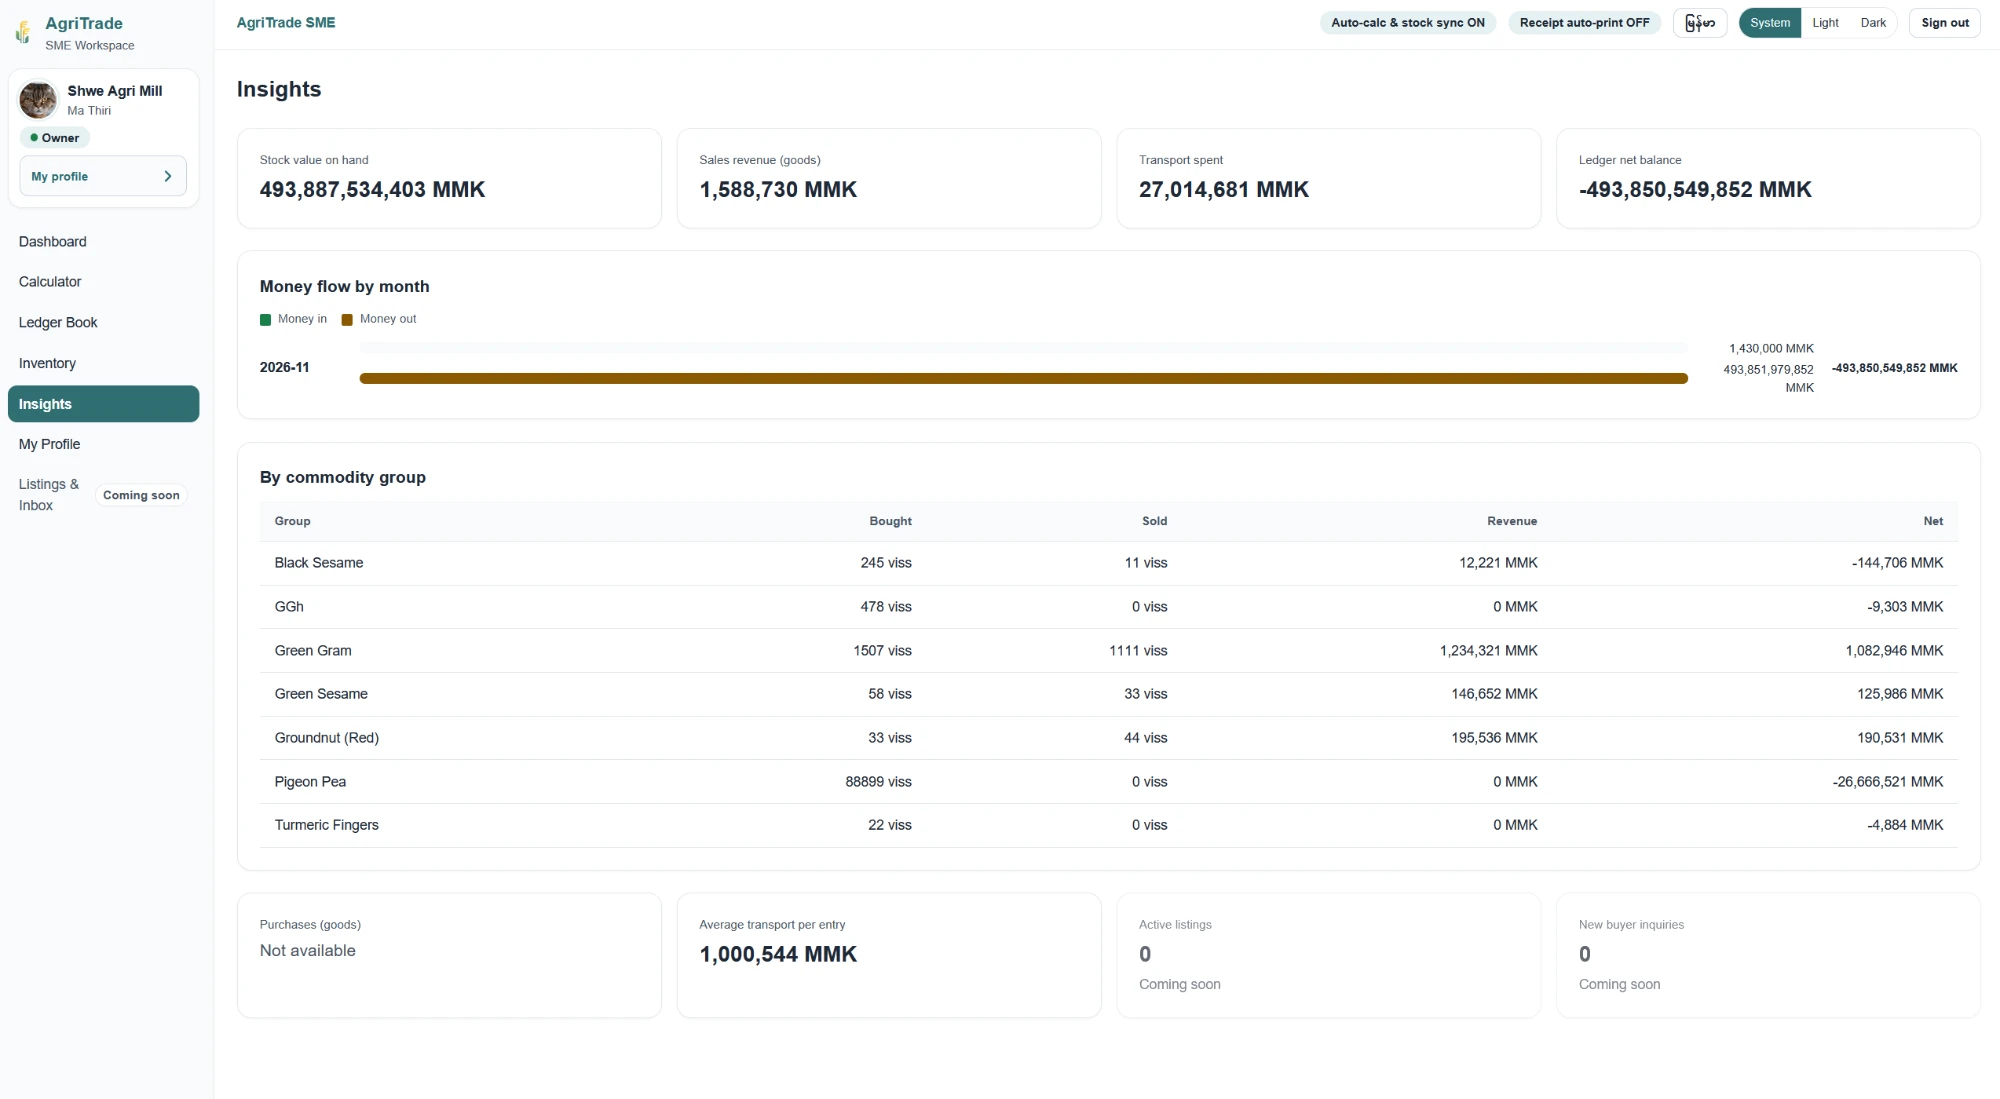 AgriTrade
SME Workspace
Shwe Agri Mill
Ma Thiri
Owner
My profile
Dashboard
Calculator
Ledger Book
Inventory
Insights
My Profile
Listings & Inbox
Coming soon
AgriTrade SME
Auto-calc & stock sync ON
Receipt auto-print OFF
မြန်မာ
System
Light
Dark
Sign out
Insights
Stock value on hand
493,887,534,403 MMK
Sales revenue (goods)
1,588,730 MMK
Transport spent
27,014,681 MMK
Ledger net balance
-493,850,549,852 MMK
Money flow by month
Money in
Money out
2026-11
1,430,000 MMK
493,851,979,852 MMK
-493,850,549,852 MMK
By commodity group
Group Bought Sold Revenue Net
Black Sesame 245 viss 11 viss 12,221 MMK -144,706 MMK
GGh 478 viss 0 viss 0 MMK -9,303 MMK
Green Gram 1507 viss 1111 viss 1,234,321 MMK 1,082,946 MMK
Green Sesame 58 viss 33 viss 146,652 MMK 125,986 MMK
Groundnut (Red) 33 viss 44 viss 195,536 MMK 190,531 MMK
Pigeon Pea 88899 viss 0 viss 0 MMK -26,666,521 MMK
Turmeric Fingers 22 viss 0 viss 0 MMK -4,884 MMK
Purchases (goods)
Not available
Average transport per entry
1,000,544 MMK
Active listings
0
Coming soon
New buyer inquiries
0
Coming soon